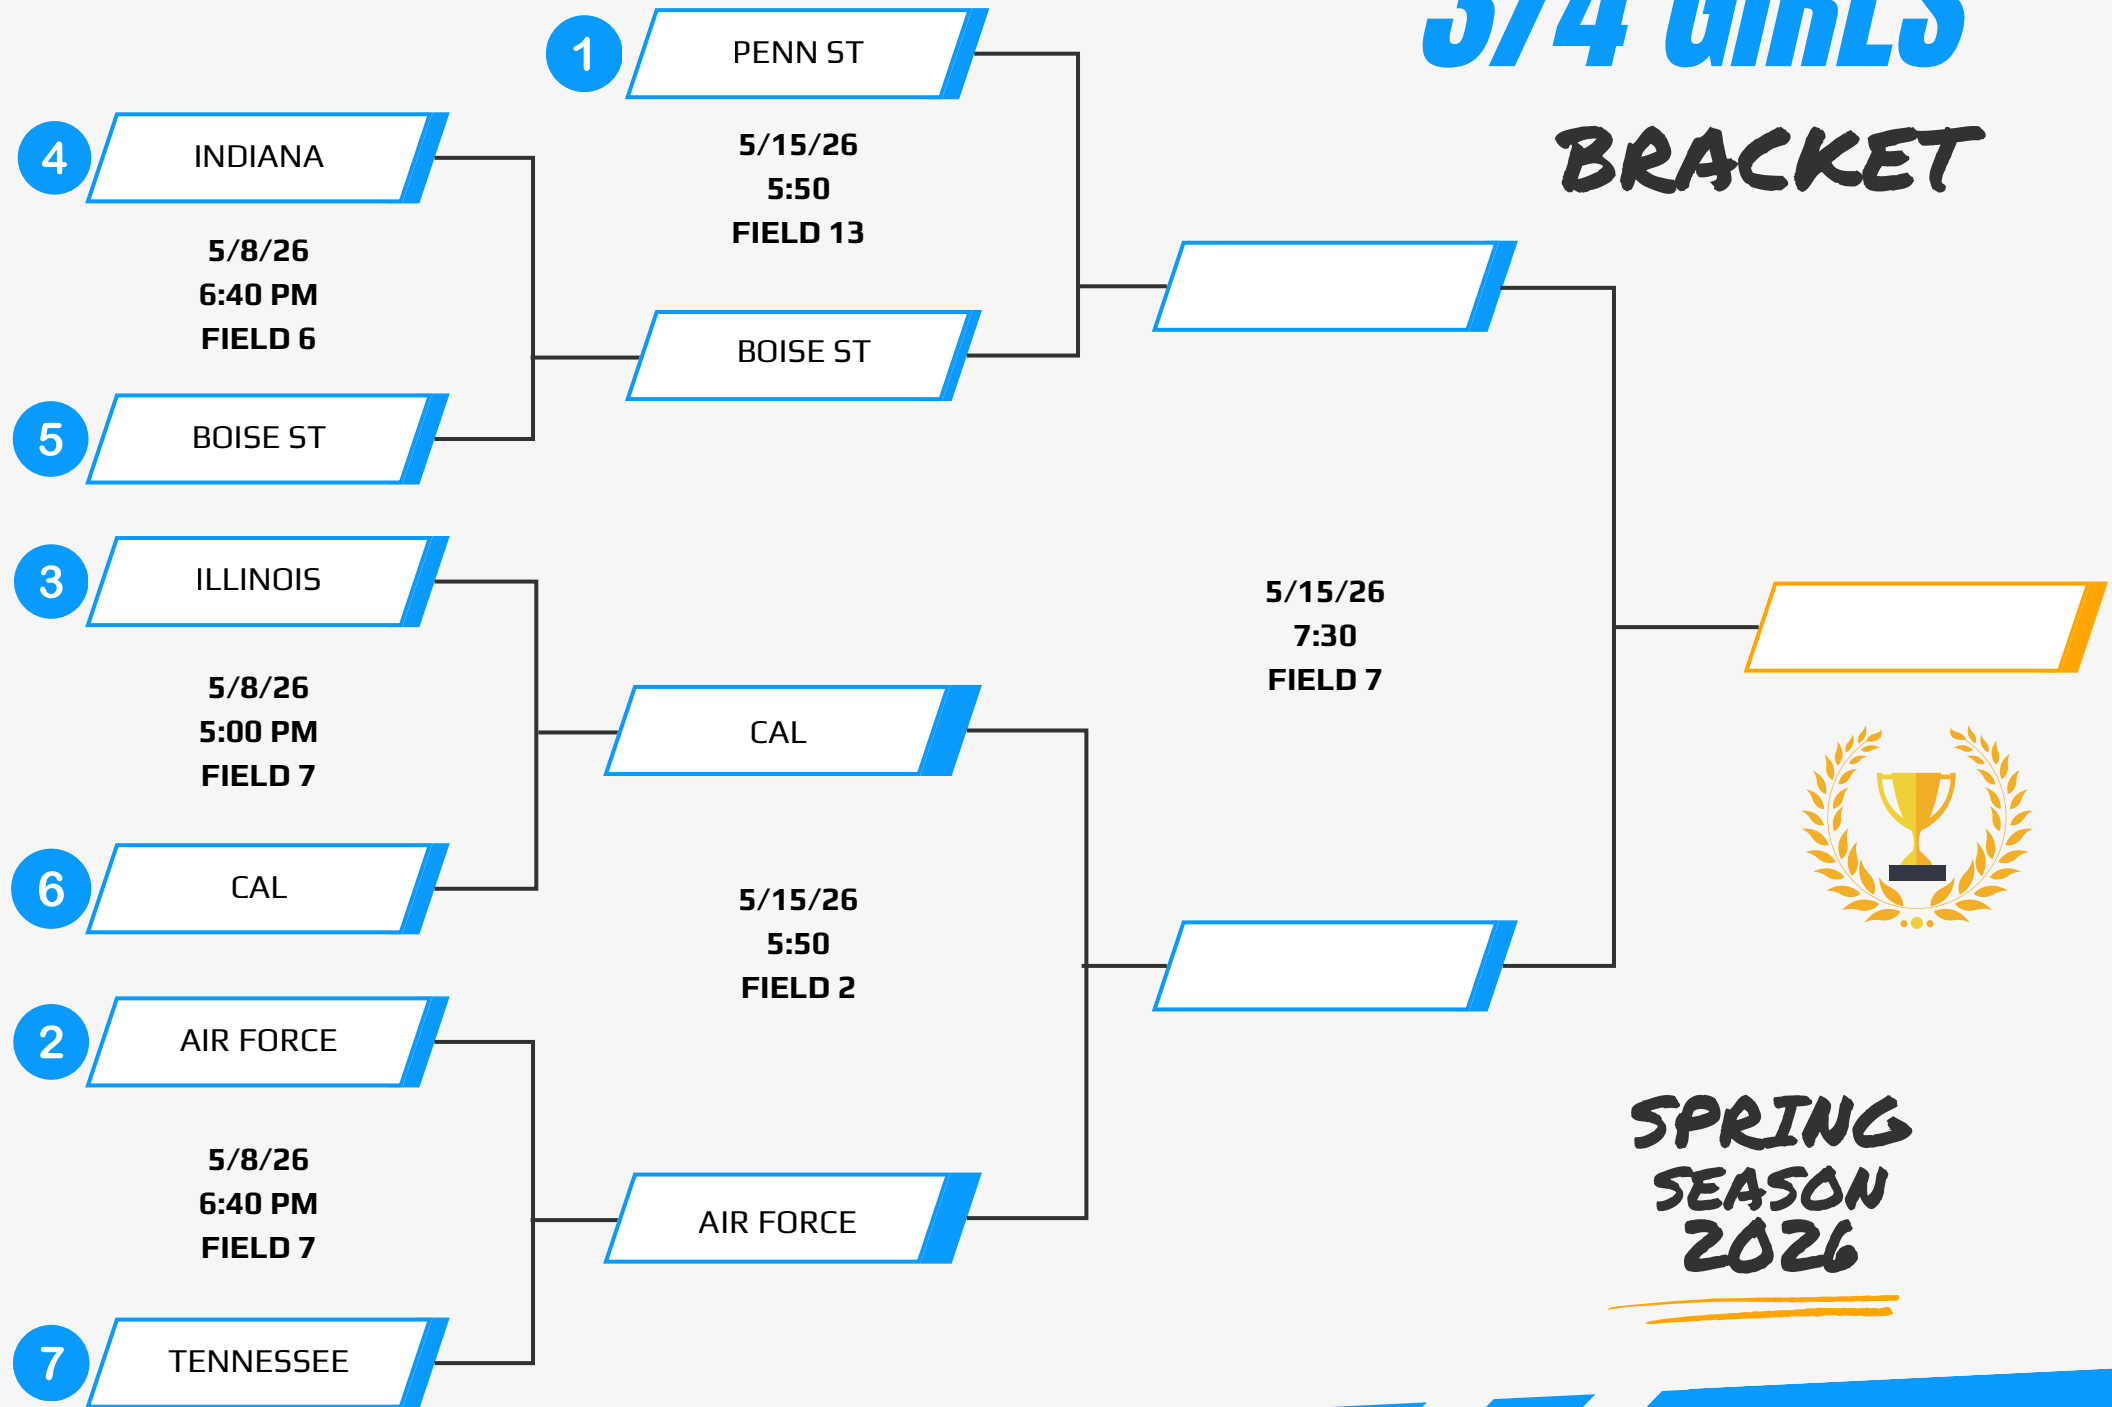 3/4 GIRLS
BRACKET
1
PENN ST
5/15/26
5:50
FIELD 13
BOISE ST
4
INDIANA
5/8/26
6:40 PM
FIELD 6
5
BOISE ST
3
ILLINOIS
5/8/26
5:00 PM
FIELD 7
6
CAL
CAL
5/15/26
5:50
FIELD 2
AIR FORCE
2
AIR FORCE
5/8/26
6:40 PM
FIELD 7
7
TENNESSEE
5/15/26
7:30
FIELD 7
SPRING
SEASON
2026